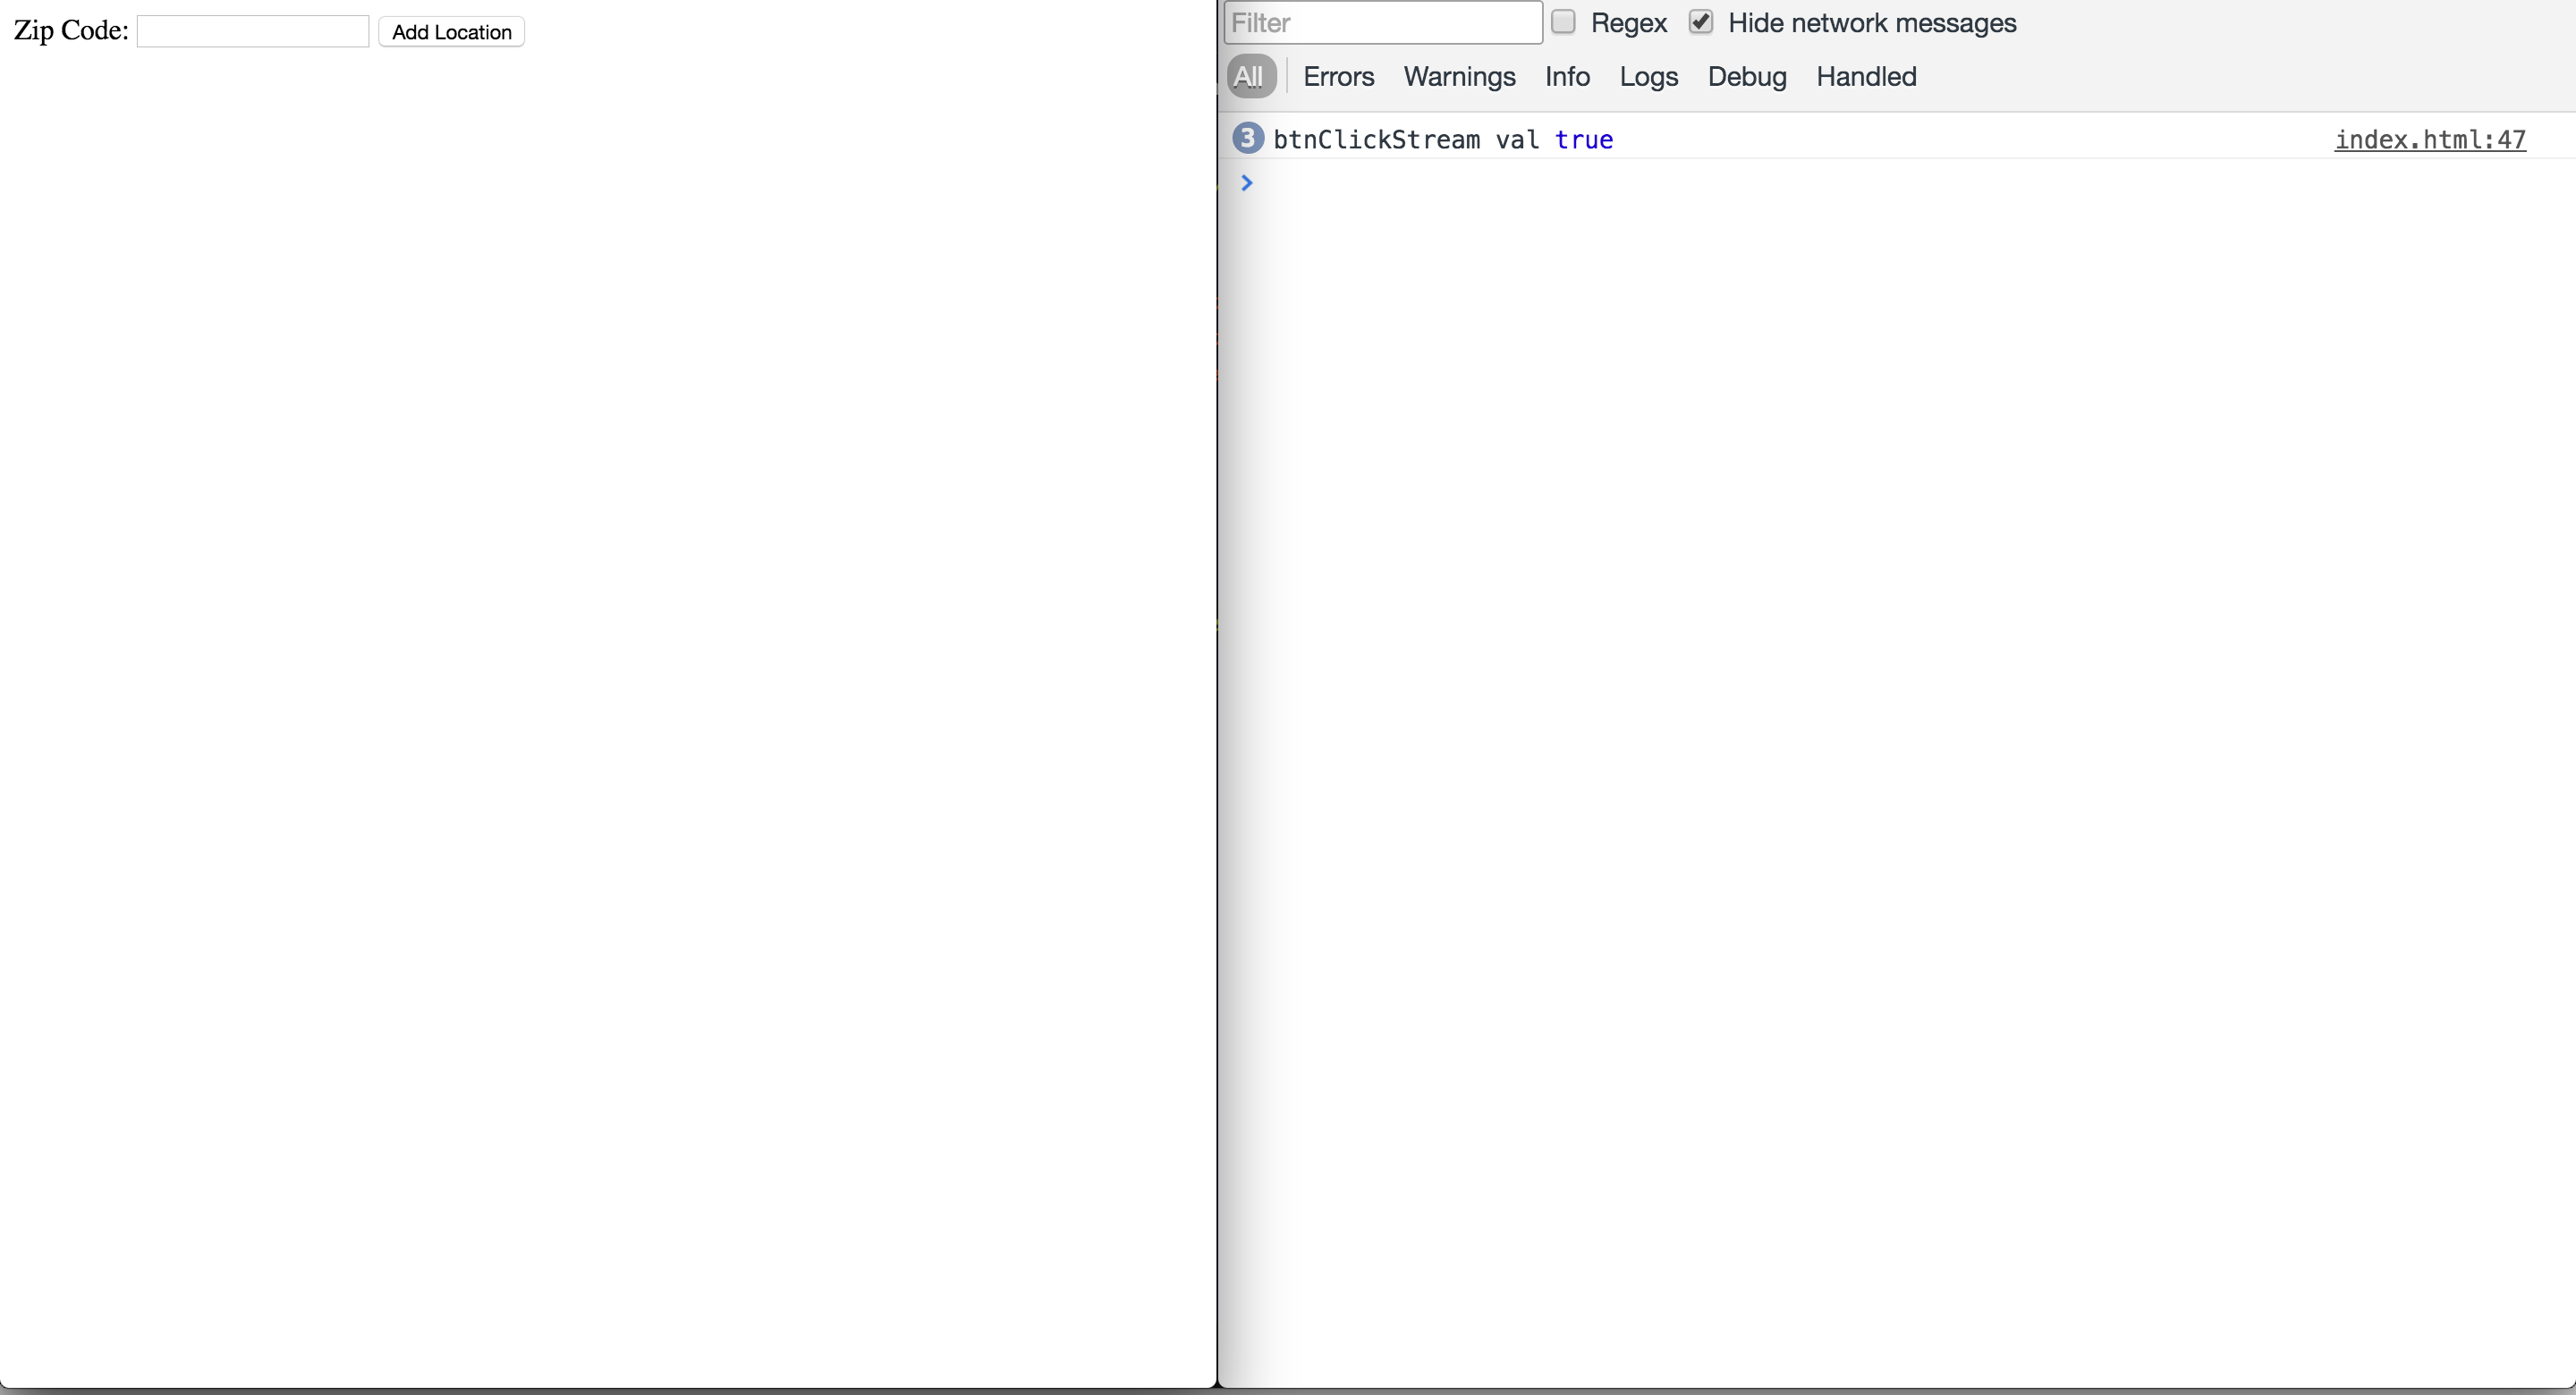 Zip Code: Add Location
Filter Regex Hide network messages
All Errors Warnings Info Logs Debug Handled
3 btnClickStream val true index.html:47
>